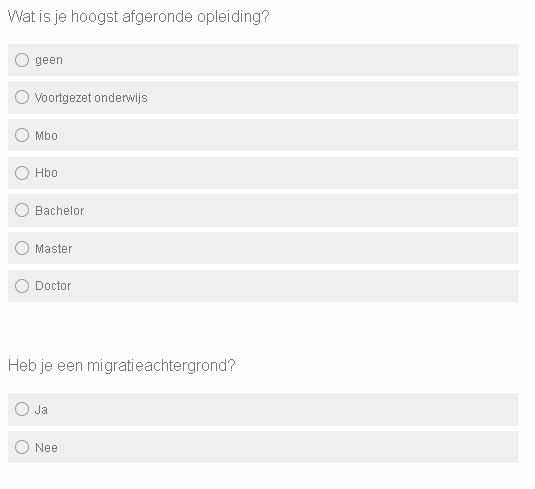 Wat is je hoogst afgeronde opleiding?
geen
Voortgezet onderwijs
Mbo
Hbo
Bachelor
Master
Doctor
Heb je een migratieachtergrond?
Ja
Nee